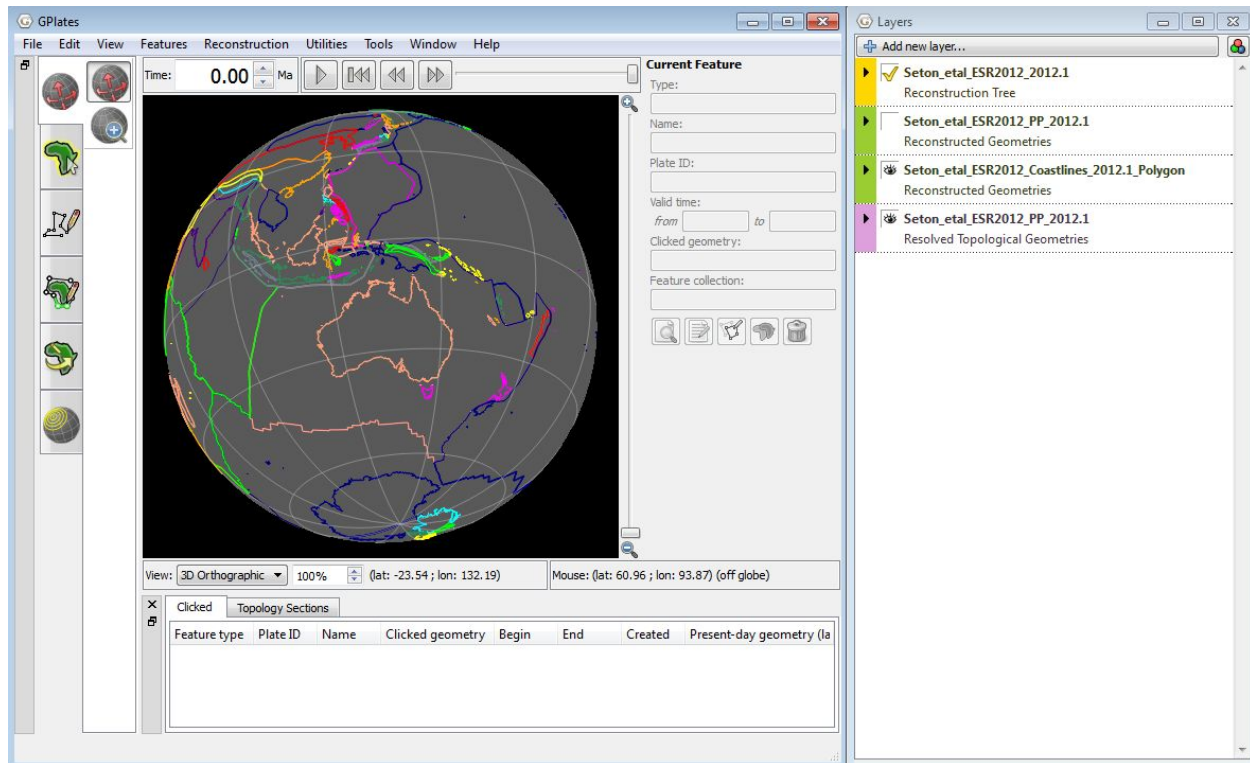 GPlates
File Edit View Features Reconstruction Utilities Tools Window Help
Time: 0.00 Ma
Current Feature
Type:
Name:
Plate ID:
Valid time:
from to
Clicked geometry:
Feature collection:
View: 3D Orthographic 100% (lat: -23.54 ; lon: 132.19) Mouse: (lat: 60.96 ; lon: 93.87) (off globe)
Clicked Topology Sections
Feature type Plate ID Name Clicked geometry Begin End Created Present-day geometry (la
Layers
Add new layer...
Seton_etal_ESR2012_2012.1
Reconstruction Tree
Seton_etal_ESR2012_PP_2012.1
Reconstructed Geometries
Seton_etal_ESR2012_Coastlines_2012.1_Polygon
Reconstructed Geometries
Seton_etal_ESR2012_PP_2012.1
Resolved Topological Geometries